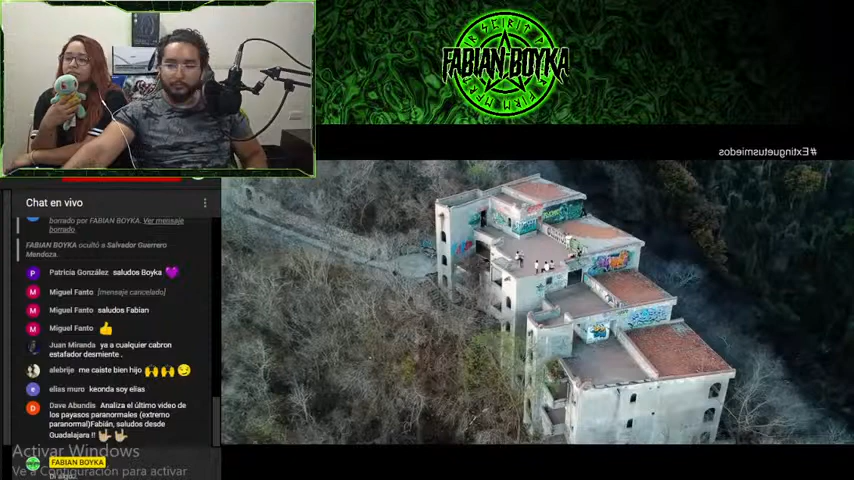 FABIAN BOYKA
#Extinguetusmiedos
Chat en vivo
borrado por FABIAN BOYKA. Ver mensaje
borrado.
FABIAN BOYKA ocultó a Salvador Guerrero
Mendoza.
Patricia González saludos Boyka
Miguel Fanto [mensaje cancelado]
Miguel Fanto saludos Fabian
Miguel Fanto
Juan Miranda ya a cualquier cabron
estafador desmiente .
alebrije me caiste bien hijo
elias muro keonda soy elias
Dave Abundis Analiza el último video de
los payasos paranormales (extremo
paranormal)Fabián, saludos desde
Guadalajara !!
Activar Windows
FABIAN BOYKA
Ve a Configuración para activar